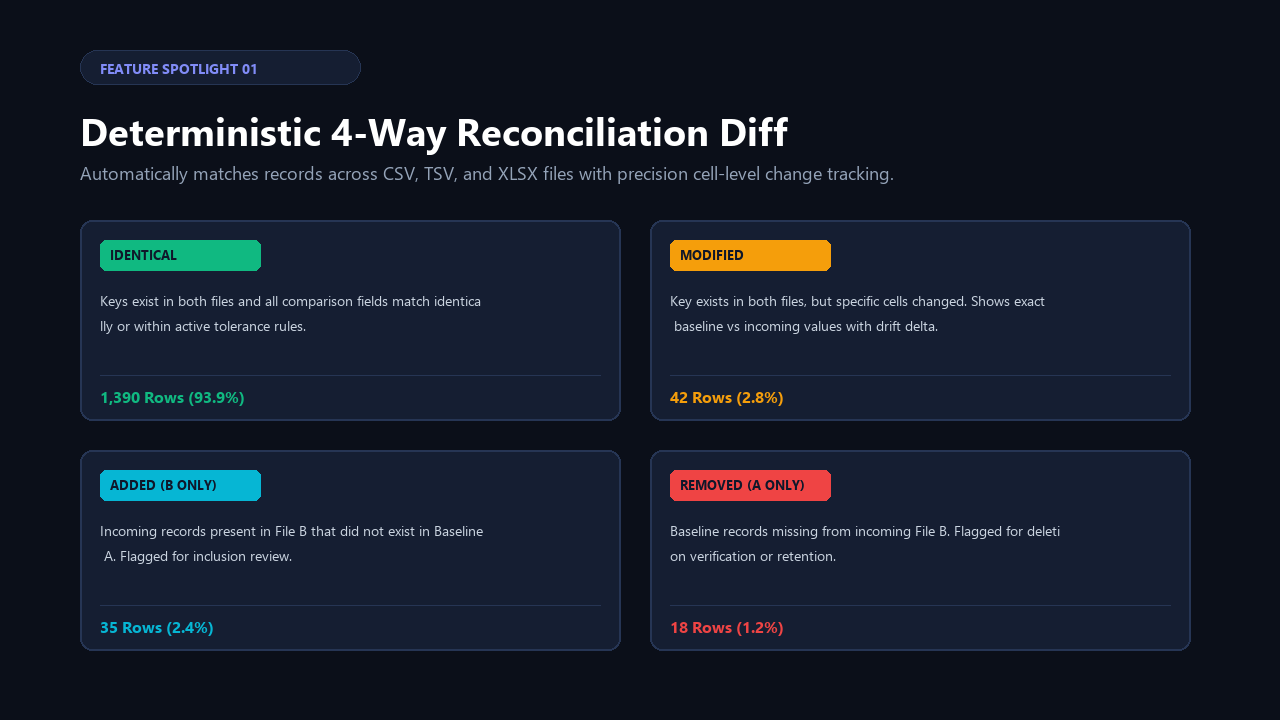 FEATURE SPOTLIGHT 01
Deterministic 4-Way Reconciliation Diff
Automatically matches records across CSV, TSV, and XLSX files with precision cell-level change tracking.
IDENTICAL
Keys exist in both files and all comparison fields match identica
lly or within active tolerance rules.
1,390 Rows (93.9%)
MODIFIED
Key exists in both files, but specific cells changed. Shows exact
baseline vs incoming values with drift delta.
42 Rows (2.8%)
ADDED (B ONLY)
Incoming records present in File B that did not exist in Baseline
A. Flagged for inclusion review.
35 Rows (2.4%)
REMOVED (A ONLY)
Baseline records missing from incoming File B. Flagged for deleti
on verification or retention.
18 Rows (1.2%)